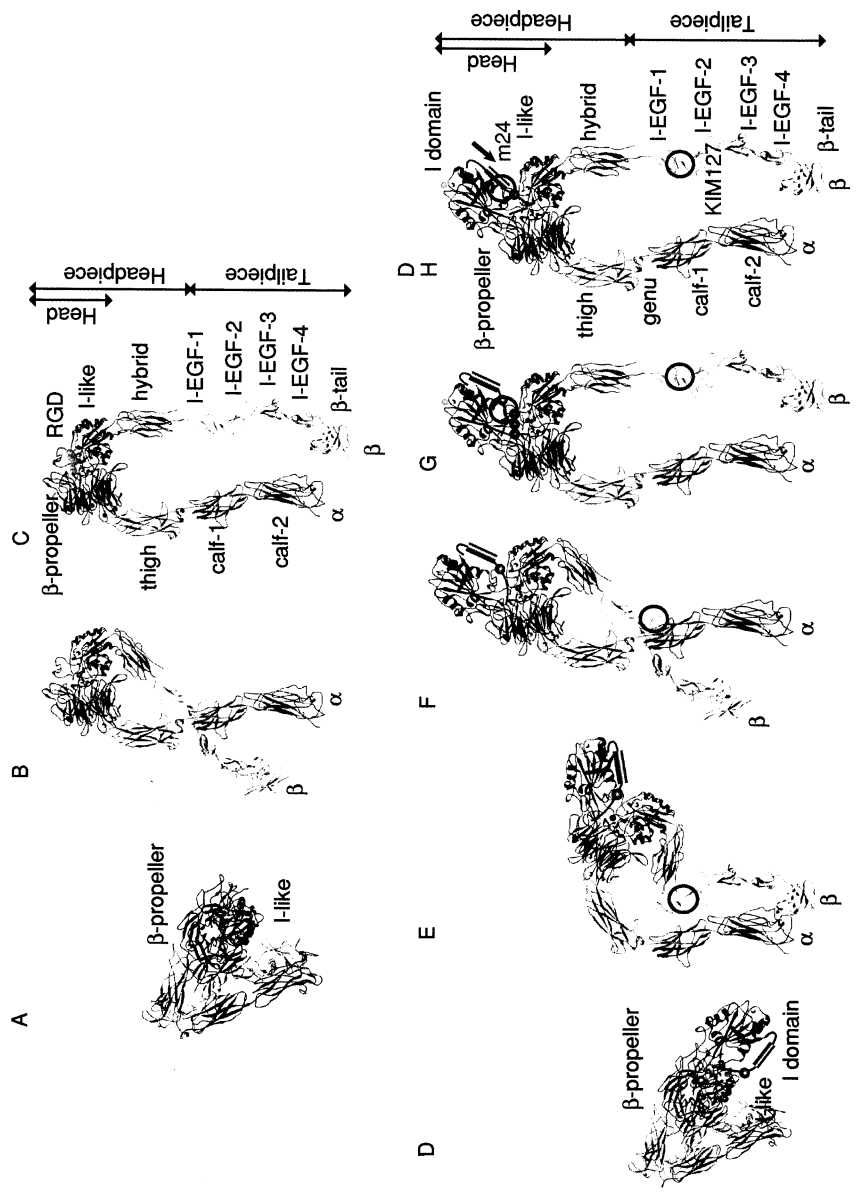 A
β-propeller
I-like
B
α
β
C
β-propeller
RGD
I-like
hybrid
thigh
I-EGF-1
calf-1
I-EGF-2
calf-2
I-EGF-3
I-EGF-4
β-tail
α
β
Head
Headpiece
Tailpiece
D
β-propeller
I-like
I domain
E
α
β
F
α
β
G
α
β
D
H
I domain
β-propeller
m24
I-like
thigh
hybrid
genu
I-EGF-1
calf-1
I-EGF-2
KIM127
calf-2
I-EGF-3
I-EGF-4
β-tail
α
β
Head
Headpiece
Tailpiece